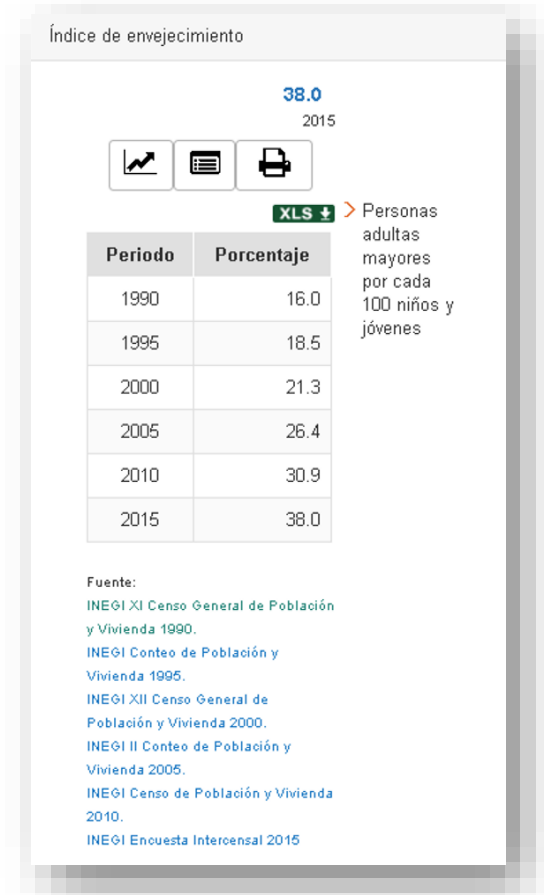 Índice de envejecimiento
38.0
2015
XLS
Personas
adultas
mayores
por cada
100 niños y
jóvenes
Periodo Porcentaje
1990 16.0
1995 18.5
2000 21.3
2005 26.4
2010 30.9
2015 38.0
Fuente:
INEGI XI Censo General de Población
y Vivienda 1990.
INEGI Conteo de Población y
Vivienda 1995.
INEGI XII Censo General de
Población y Vivienda 2000.
INEGI II Conteo de Población y
Vivienda 2005.
INEGI Censo de Población y Vivienda
2010.
INEGI Encuesta Intercensal 2015